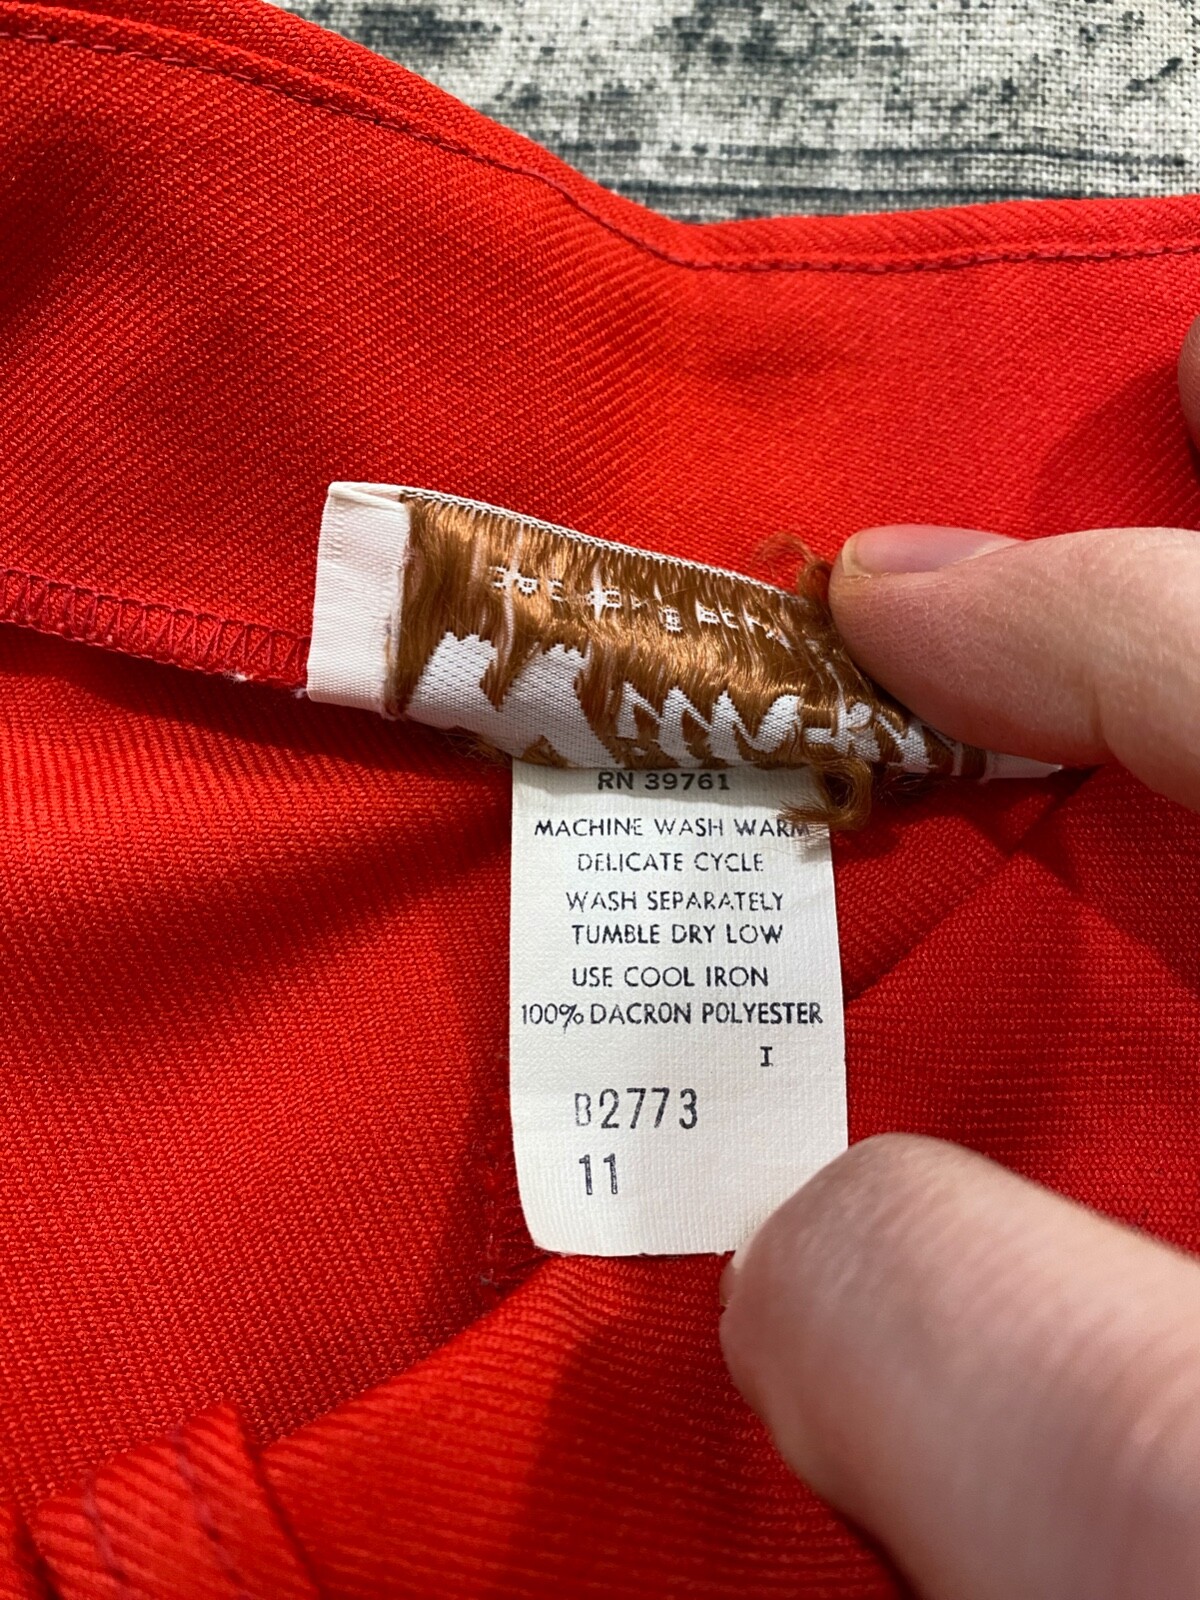 RN 39761
MACHINE WASH WARM
DELICATE CYCLE
WASH SEPARATELY
TUMBLE DRY LOW
USE COOL IRON
100% DACRON POLYESTER
I
B2773
11